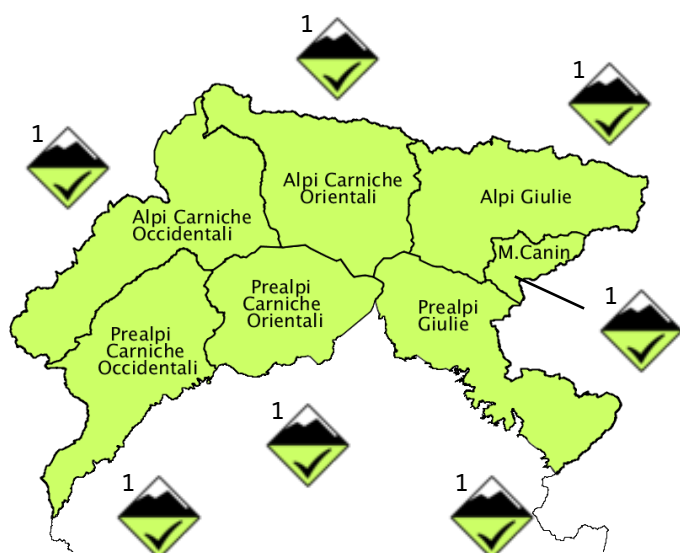 1
1
1
Alpi Carniche
Orientali
Alpi Giulie
Alpi Carniche
Occidentali
M.Canin
Prealpi
Carniche
Orientali
1
Prealpi
Giulie
Prealpi
Carniche
Occidentali
1
1
1